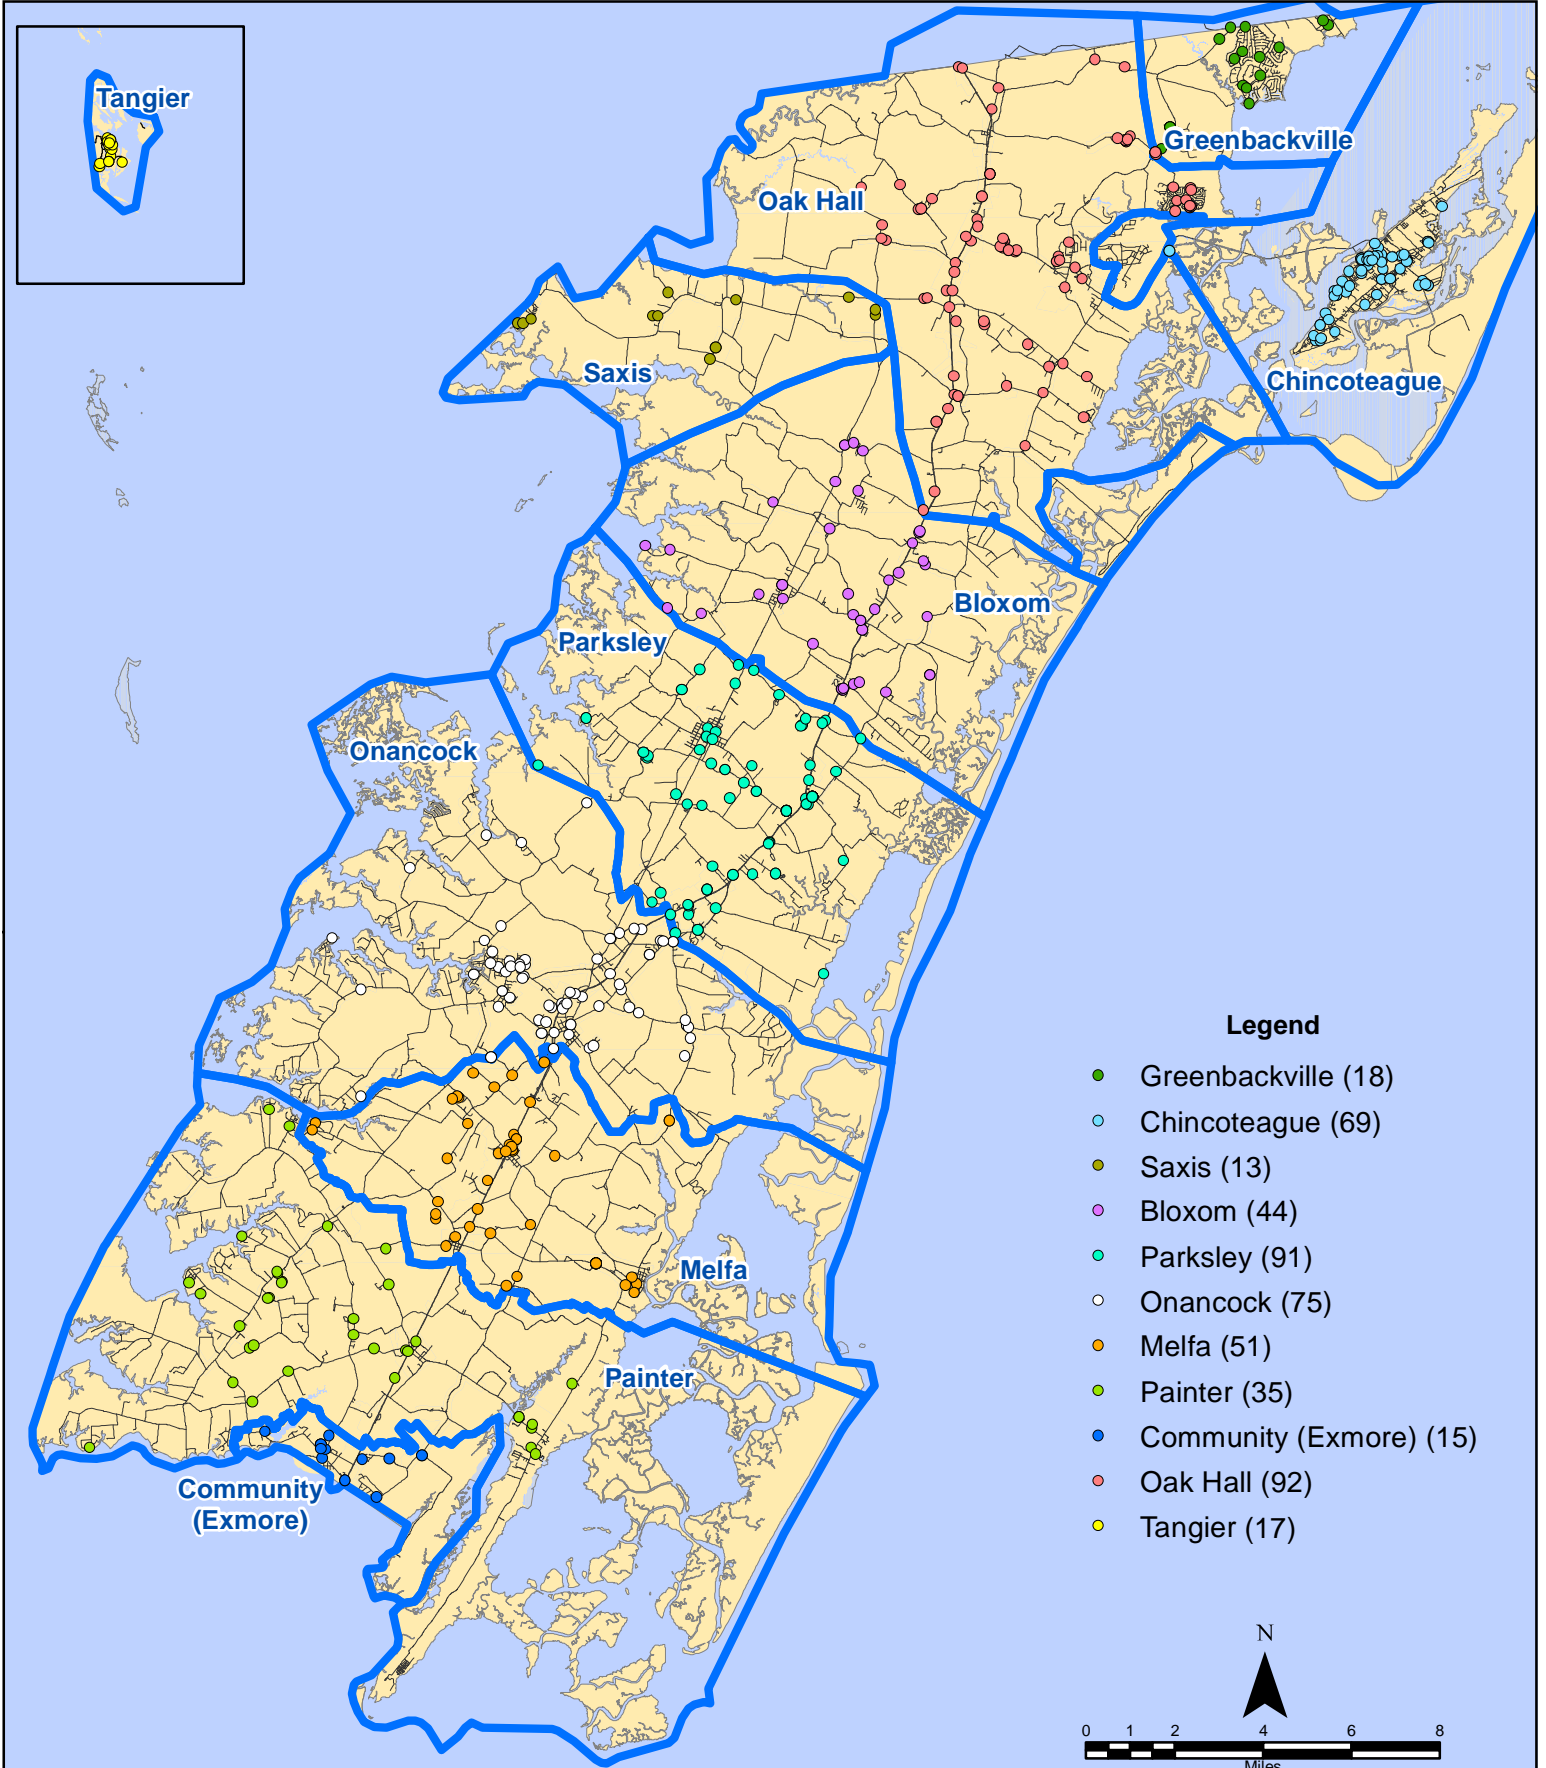 Tangier
Greenbackville
Oak Hall
Chincoteague
Saxis
Bloxom
Parksley
Onancock
Melfa
Painter
Community
(Exmore)
Legend
Greenbackville (18)
Chincoteague (69)
Saxis (13)
Bloxom (44)
Parksley (91)
Onancock (75)
Melfa (51)
Painter (35)
Community (Exmore) (15)
Oak Hall (92)
Tangier (17)
N
0 1 2 4 6 8
Miles